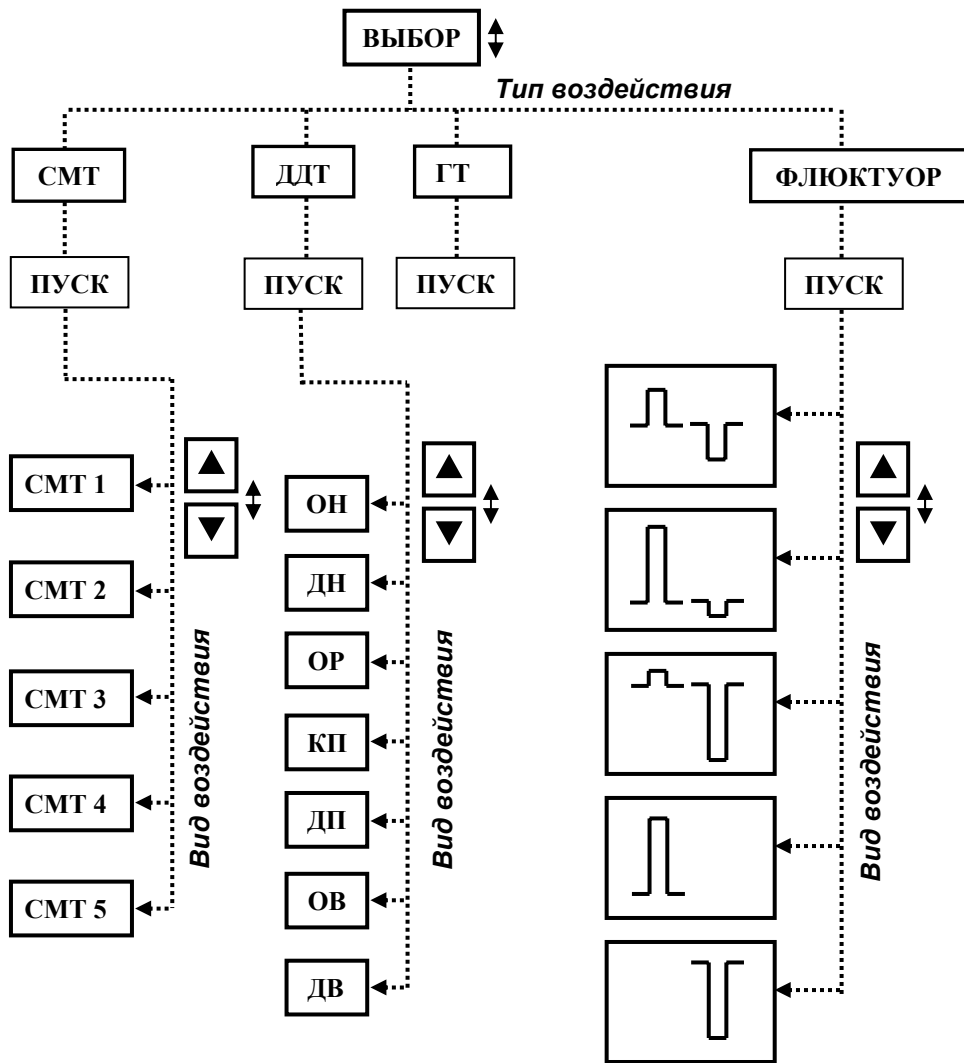 ВЫБОР
Тип воздействия
СМТ
ДДТ
ГТ
ФЛЮКТУОР
ПУСК
ПУСК
ПУСК
ПУСК
СМТ 1
СМТ 2
СМТ 3
СМТ 4
СМТ 5
Вид воздействия
ОН
ДН
ОР
КП
ДП
ОВ
ДВ
Вид воздействия
Вид воздействия